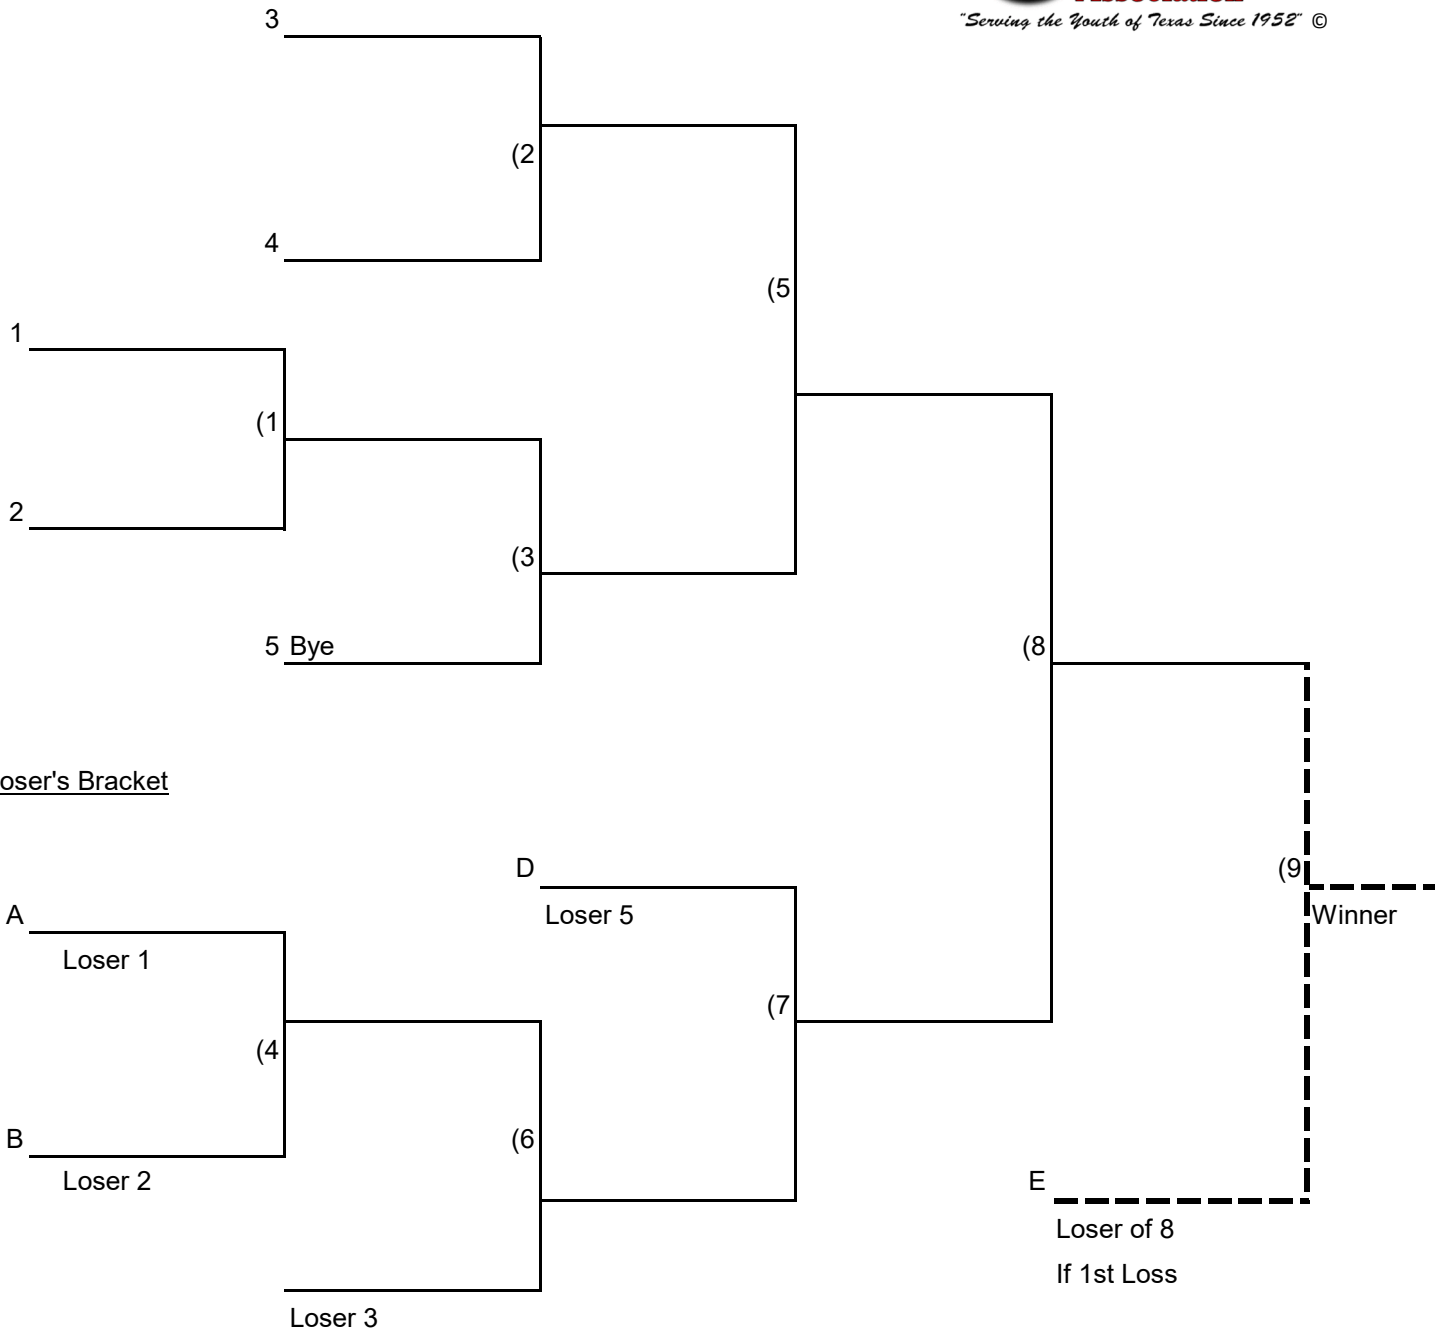 Association
"Serving the Youth of Texas Since 1952" ©
3
(2
4
(5
1
(1
2
(3
5 Bye
(8
oser's Bracket
D
(9
A
Loser 5
Winner
Loser 1
(7
(4
B
(6
Loser 2
E
Loser of 8
If 1st Loss
Loser 3